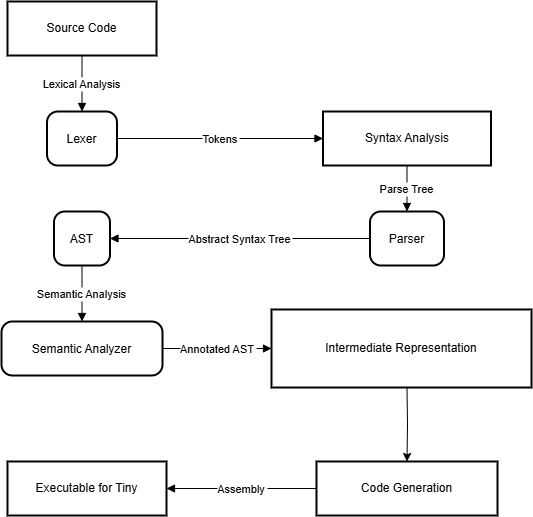 Source Code
Lexical Analysis
Lexer
Tokens
Syntax Analysis
Parse Tree
AST
Abstract Syntax Tree
Parser
Semantic Analysis
Semantic Analyzer
Annotated AST
Intermediate Representation
Executable for Tiny
Assembly
Code Generation